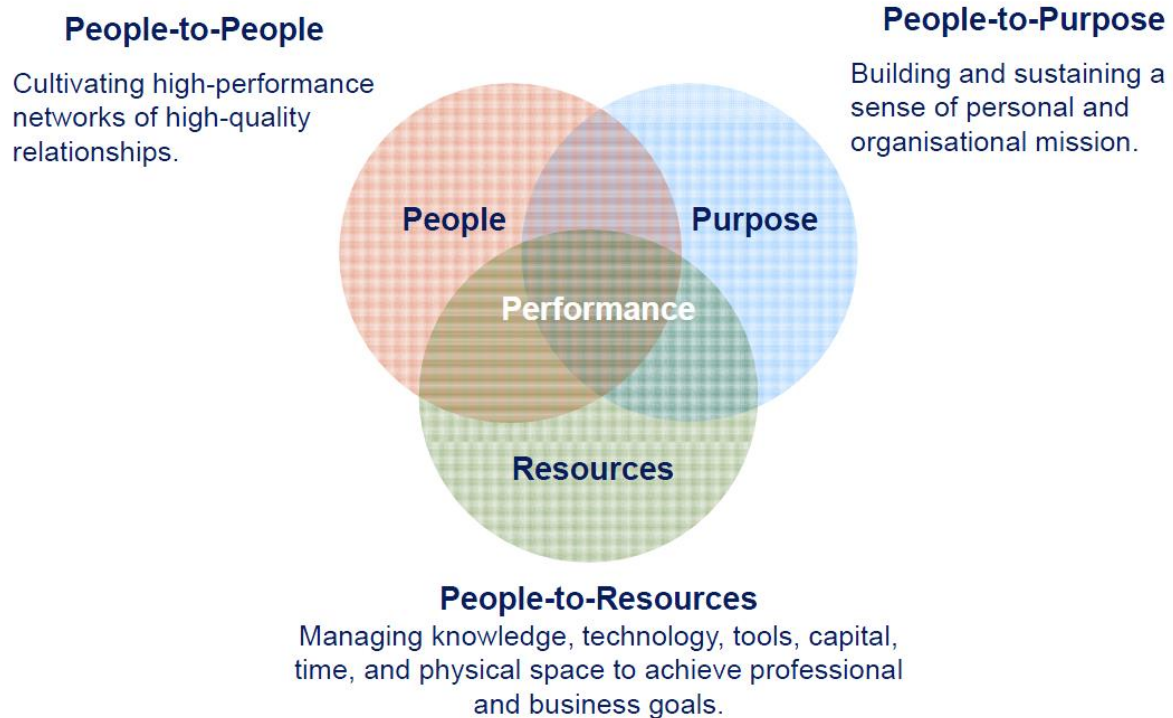 People-to-People
Cultivating high-performance
networks of high-quality
relationships.
People-to-Purpose
Building and sustaining a
sense of personal and
organisational mission.
People
Purpose
Performance
Resources
People-to-Resources
Managing knowledge, technology, tools, capital,
time, and physical space to achieve professional
and business goals.